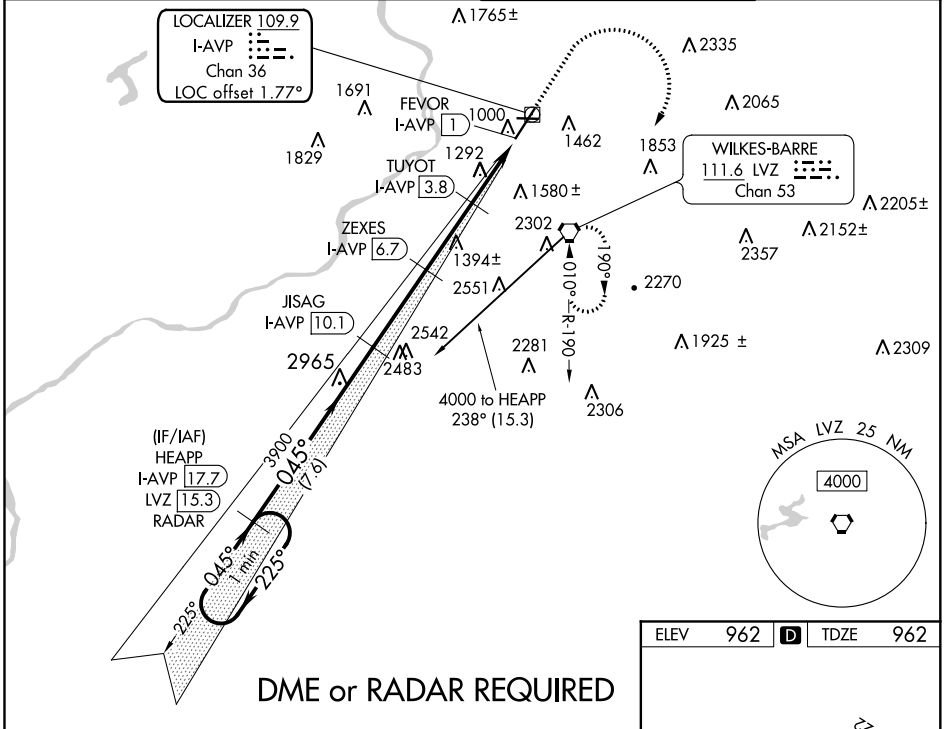 LOCALIZER 109.9
I-AVP
Chan 36
LOC offset 1.77°
1765±
2335
2065
1691
1829
FEVOR
I-AVP 1
1000
1462
1853
WILKES-BARRE
111.6 LVZ
Chan 53
TUYOT
I-AVP 3.8
1292
1580 ±
2205±
2152±
ZEXES
I-AVP 6.7
2302
2357
1394±
190°
2551
2270
010°
R-190
JISAG
I-AVP 10.1
2542
2483
2965
2281
1925 ±
2309
4000 to HEAPP
238° (15.3)
2306
(IF/IAF)
HEAPP
I-AVP 17.7
LVZ 15.3
RADAR
3900
045°
(7.6)
MSA LVZ 25 NM
4000
045°
1 min
225°
225°
ELEV 962 D TDZE 962
DME or RADAR REQUIRED
22